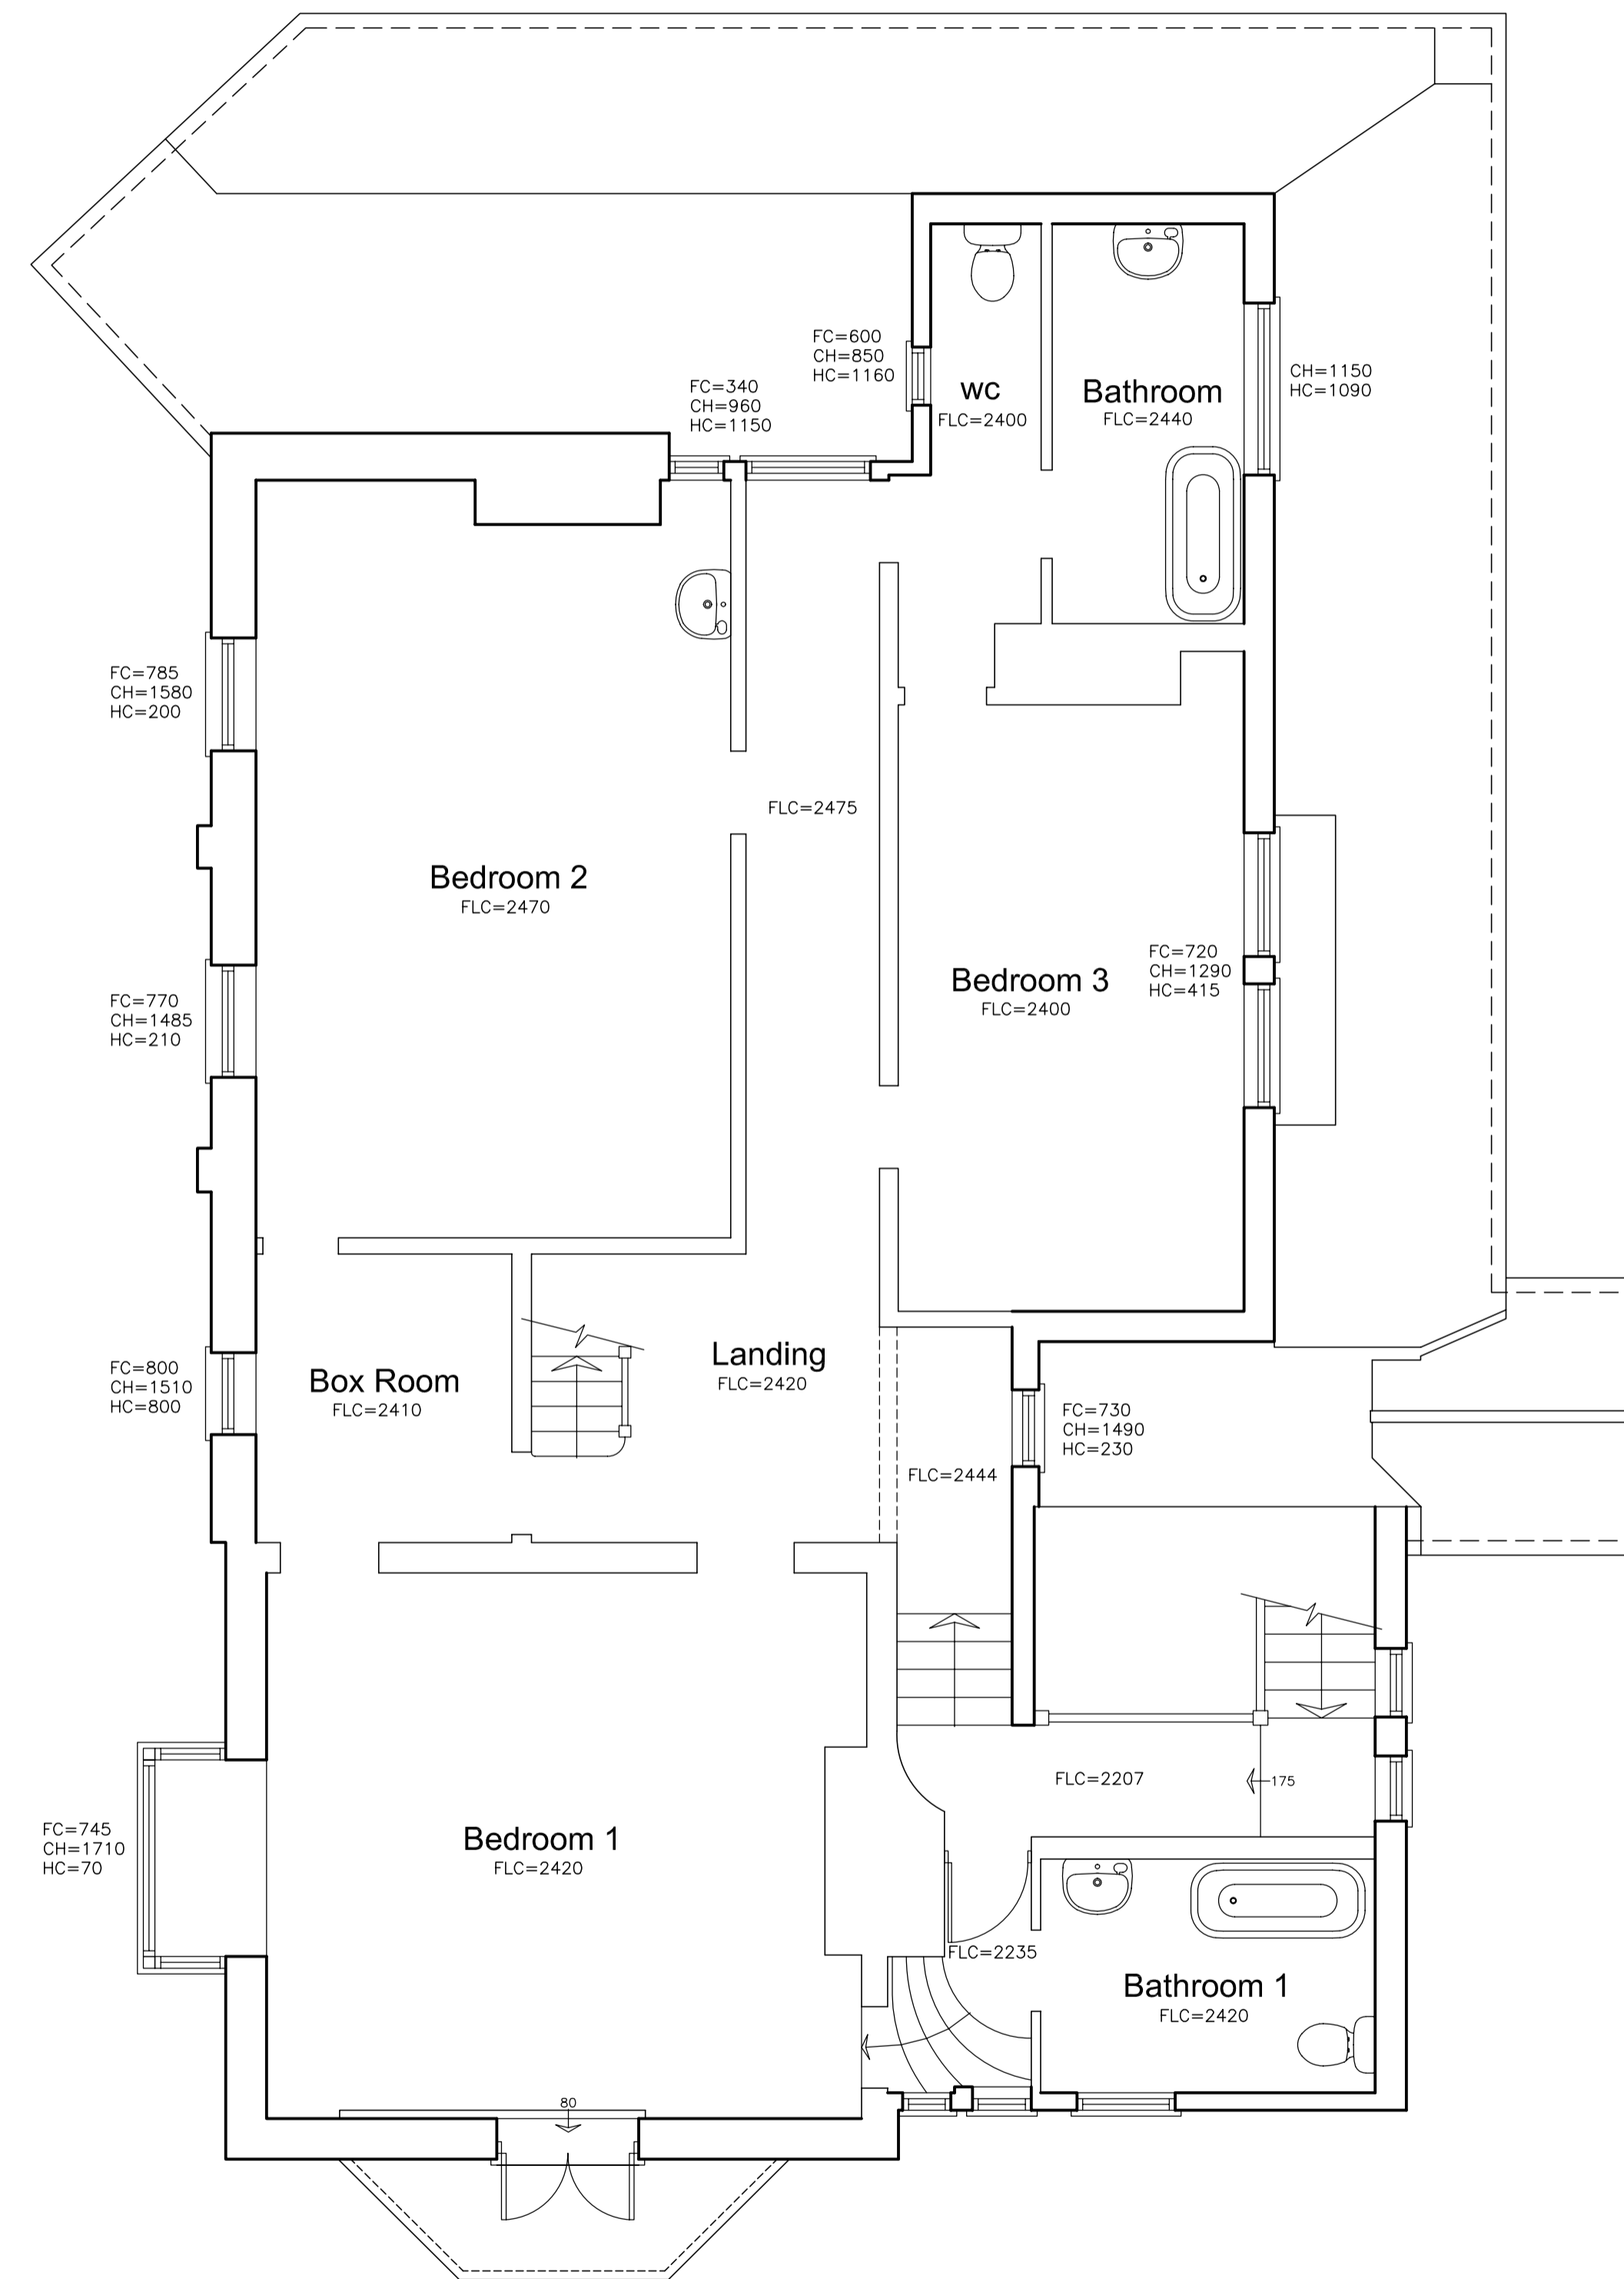 FC=600
CH=850
HC=1160
FC=340
CH=960
HC=1150
wc
FLC=2400
Bathroom
FLC=2440
CH=1150
HC=1090
FC=785
CH=1580
HC=200
FLC=2475
Bedroom 2
FLC=2470
FC=720
CH=1290
HC=415
Bedroom 3
FLC=2400
FC=770
CH=1485
HC=210
Landing
FLC=2420
FC=800
CH=1510
HC=800
Box Room
FLC=2410
FC=730
CH=1490
HC=230
FLC=2444
FLC=2207
175
FC=745
CH=1710
HC=70
Bedroom 1
FLC=2420
FLC=2235
Bathroom 1
FLC=2420
80